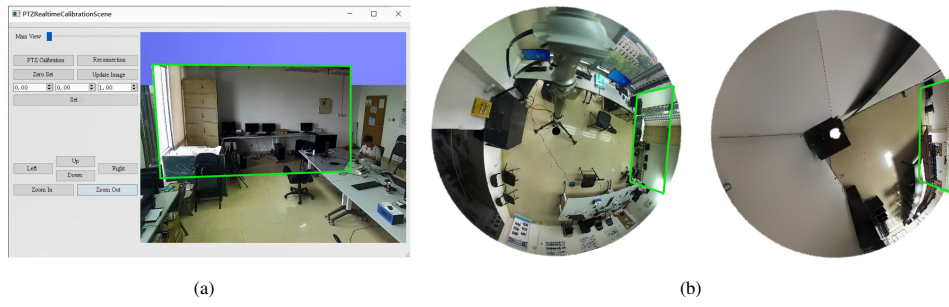 PTZRealtimeCalibrationScene
Main View
PTZ Calibration Reconnection
Zero Set Update Image
0.00 0.00 1.00
Set
Up
Left Right
Down
Zoom In Zoom Out
(a) (b)